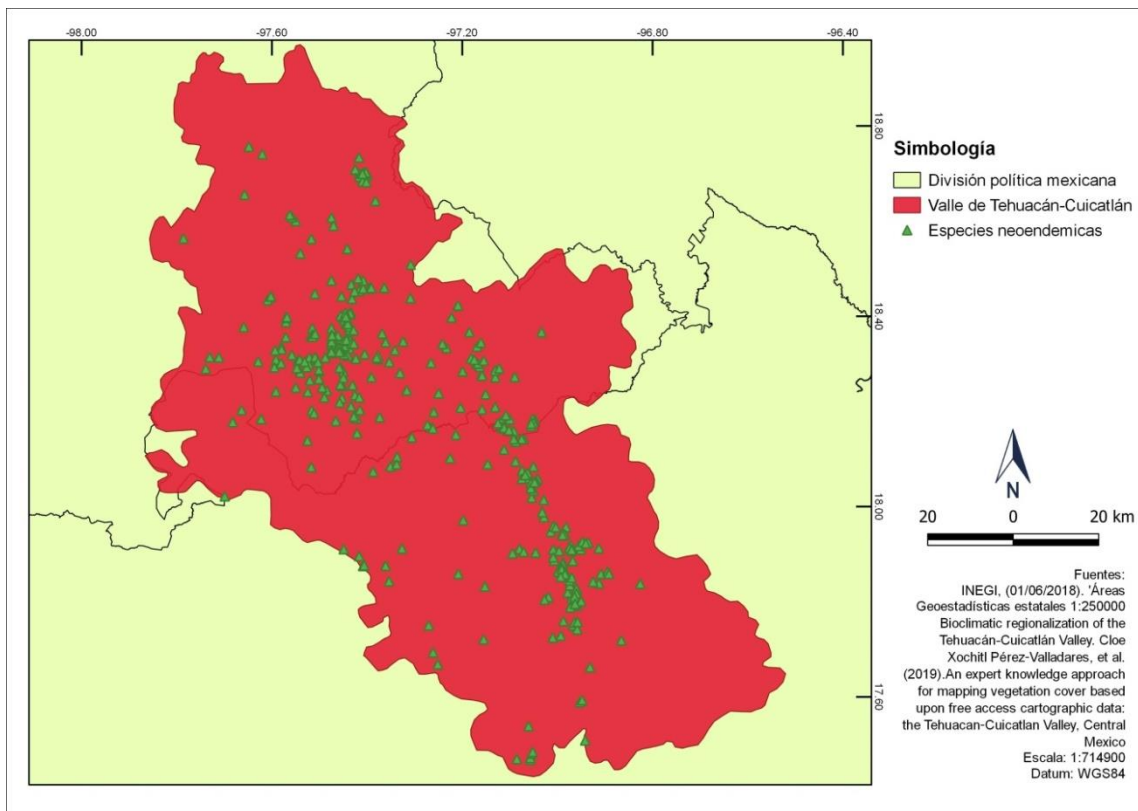 -98.00 -97.60 -97.20 -96.80 -96.40
18.80
18.40
18.00
17.60
Simbología
División política mexicana
Valle de Tehuacán-Cuicatlán
Especies neoendemicas
N
20 0 20 km
Fuentes:
INEGI, (01/06/2018). 'Áreas
Geoestadísticas estatales 1:250000
Bioclimatic regionalization of the
Tehuacán-Cuicatlán Valley. Cloe
Xochitl Pérez-Valladares, et al.
(2019).An expert knowledge approach
for mapping vegetation cover based
upon free access cartographic data:
the Tehuacan-Cuicatlan Valley, Central
Mexico
Escala: 1:714900
Datum: WGS84